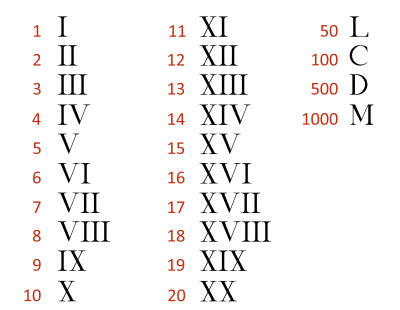 1 I
2 II
3 III
4 IV
5 V
6 VI
7 VII
8 VIII
9 IX
10 X
11 XI
12 XII
13 XIII
14 XIV
15 XV
16 XVI
17 XVII
18 XVIII
19 XIX
20 XX
50 L
100 C
500 D
1000 M